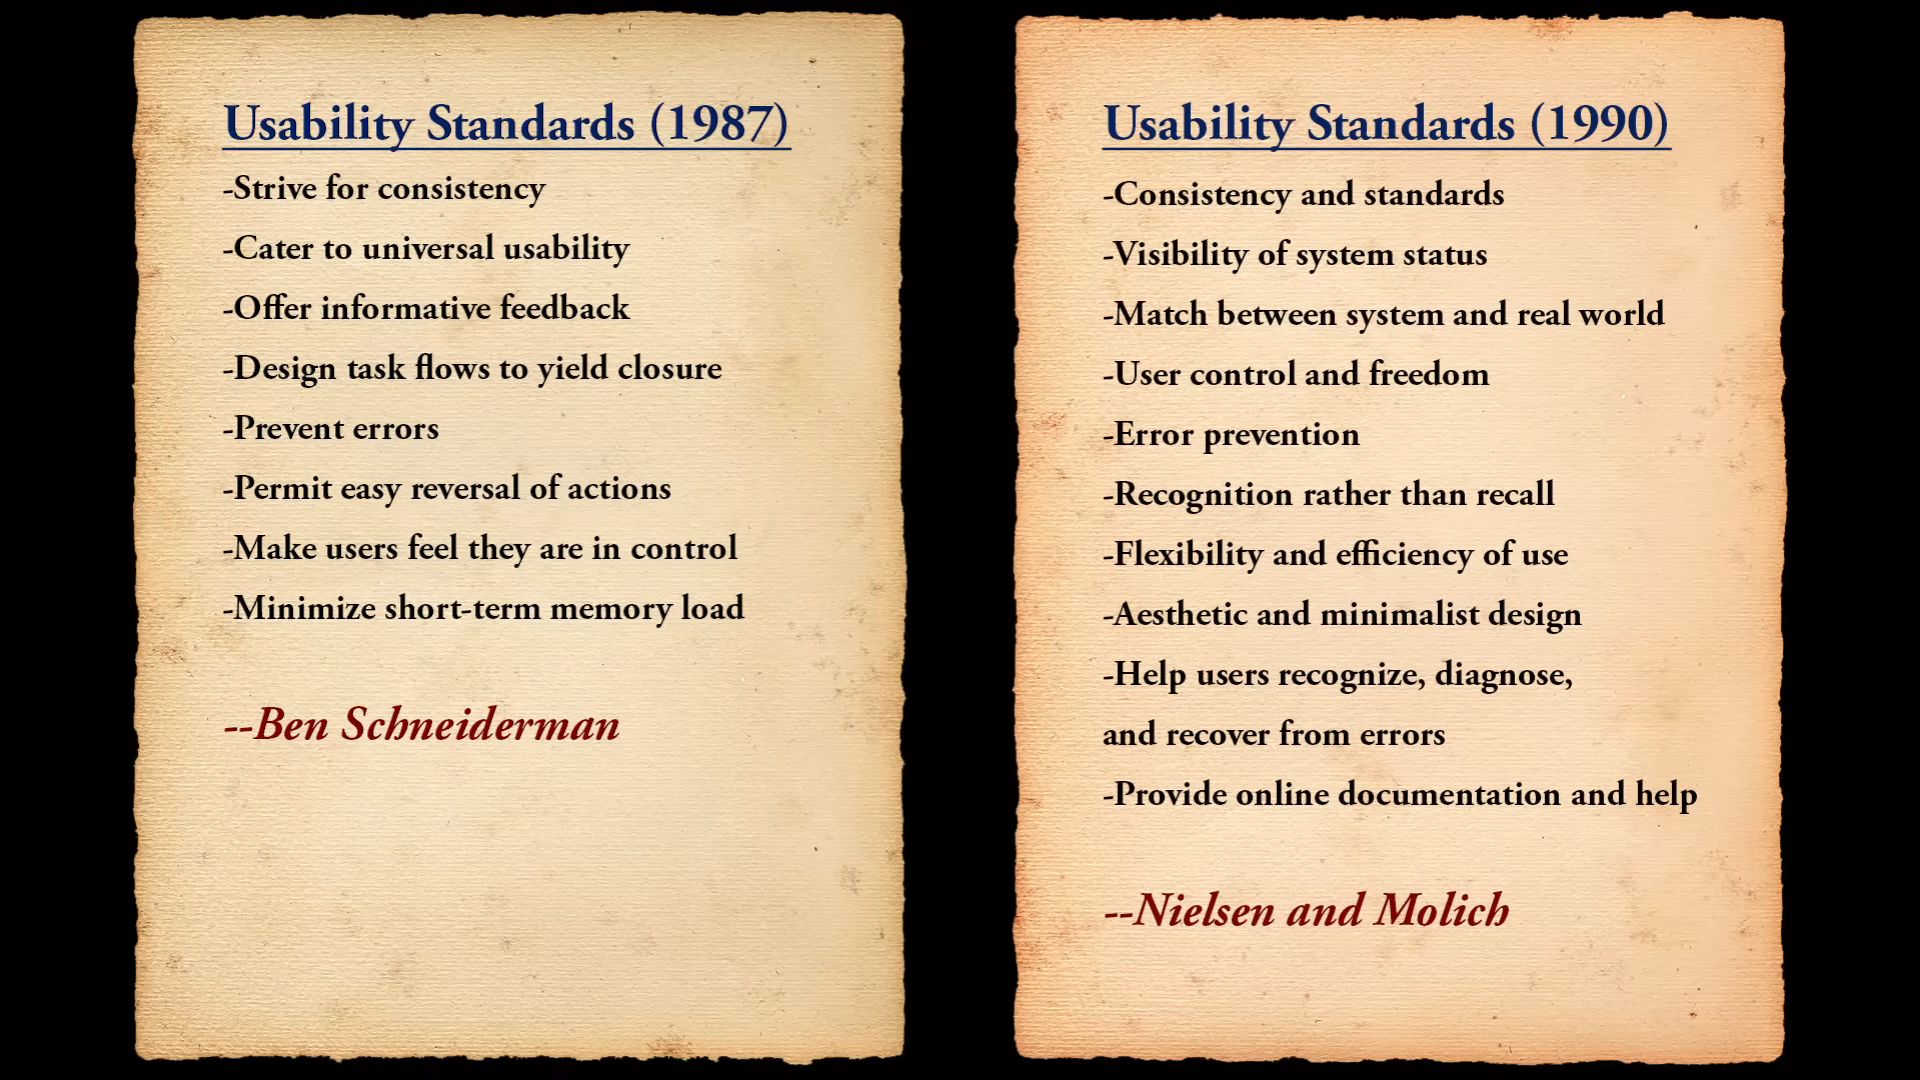 Usability Standards (1987)
-Strive for consistency
-Cater to universal usability
-Offer informative feedback
-Design task flows to yield closure
-Prevent errors
-Permit easy reversal of actions
-Make users feel they are in control
-Minimize short-term memory load
--Ben Schneiderman
Usability Standards (1990)
-Consistency and standards
-Visibility of system status
-Match between system and real world
-User control and freedom
-Error prevention
-Recognition rather than recall
-Flexibility and efficiency of use
-Aesthetic and minimalist design
-Help users recognize, diagnose,
and recover from errors
-Provide online documentation and help
--Nielsen and Molich